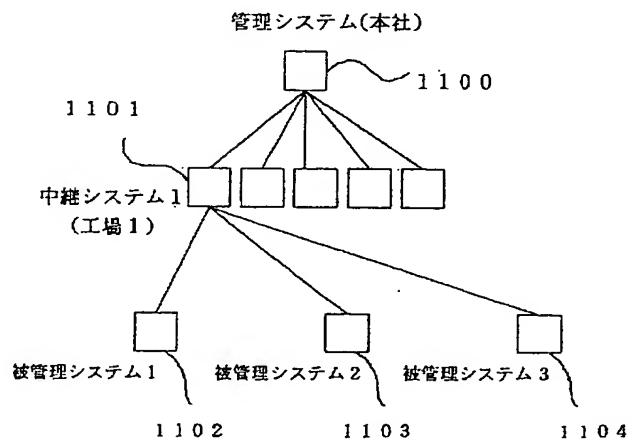 管理システム(本社)
1100
1101
中継システム1
(工場1)
被管理システム1
被管理システム2
被管理システム3
1102
1103
1104